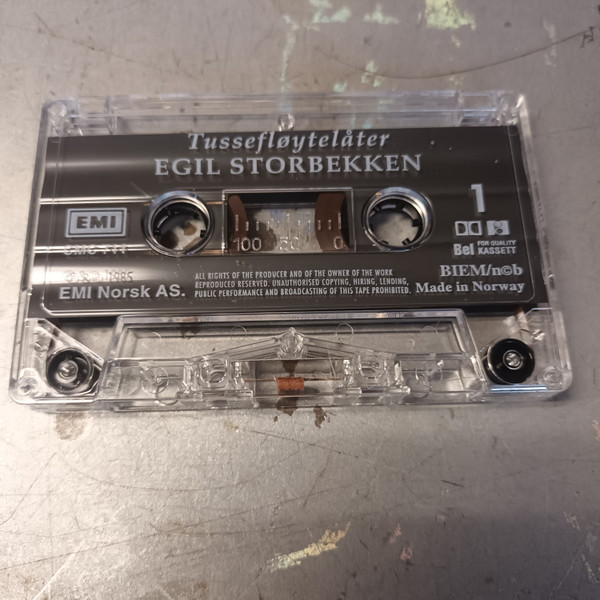 Tussefløytelåter
EGIL STORBEKKEN
1
EMI
100 50 0
Bel FOR QUALITY KASSETT
1985
BIEM/n©b
EMI Norsk AS.
ALL RIGHTS OF THE PRODUCER AND OF THE OWNER OF THE WORK
REPRODUCED RESERVED. UNAUTHORISED COPYING, HIRING, LENDING,
PUBLIC PERFORMANCE AND BROADCASTING OF THIS TAPE PROHIBITED.
Made in Norway